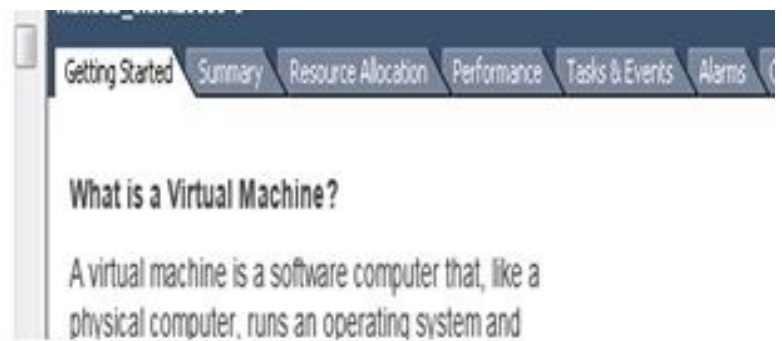 Getting Started Summary Resource Allocation Performance Tasks & Events Alarms
What is a Virtual Machine?
A virtual machine is a software computer that, like a
physical computer, runs an operating system and